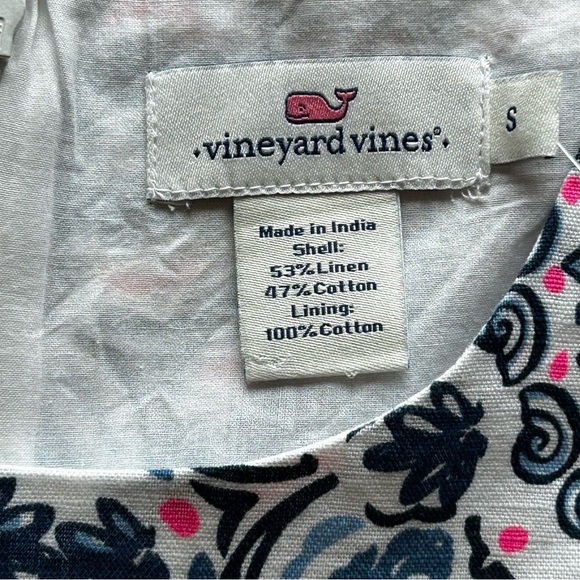 vineyard vines®
S
Made in India
Shell:
53% Linen
47% Cotton
Lining:
100% Cotton